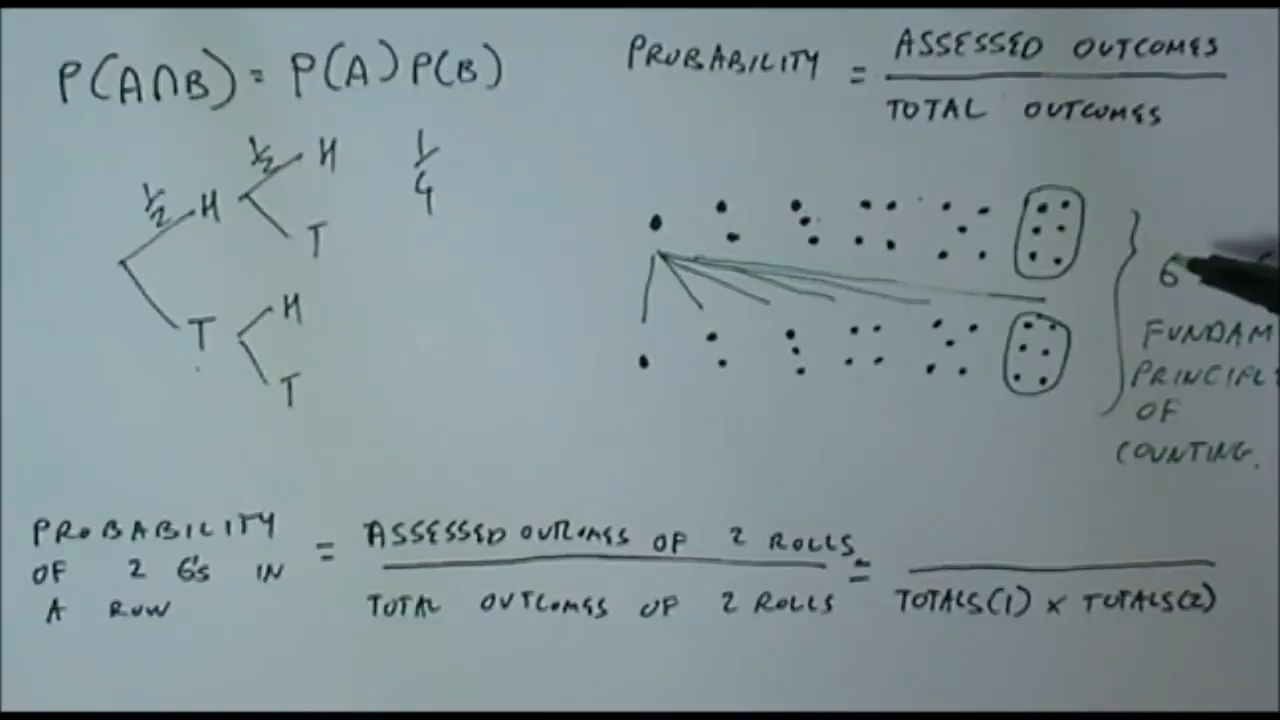 P(A∩B) = P(A)P(B)
PROBABILITY = ASSESSED OUTCOMES
TOTAL OUTCOMES
1/2 H 1/2 H 1/4
T
T H
T
6
FUNDAM
PRINCIPLE
OF
COUNTING.
PROBABILITY OF 2 6's IN A ROW
= ASSESSED OUTCOMES OF 2 ROLLS
TOTAL OUTCOMES OF 2 ROLLS
= TOTALS(1) x TOTALS(2)